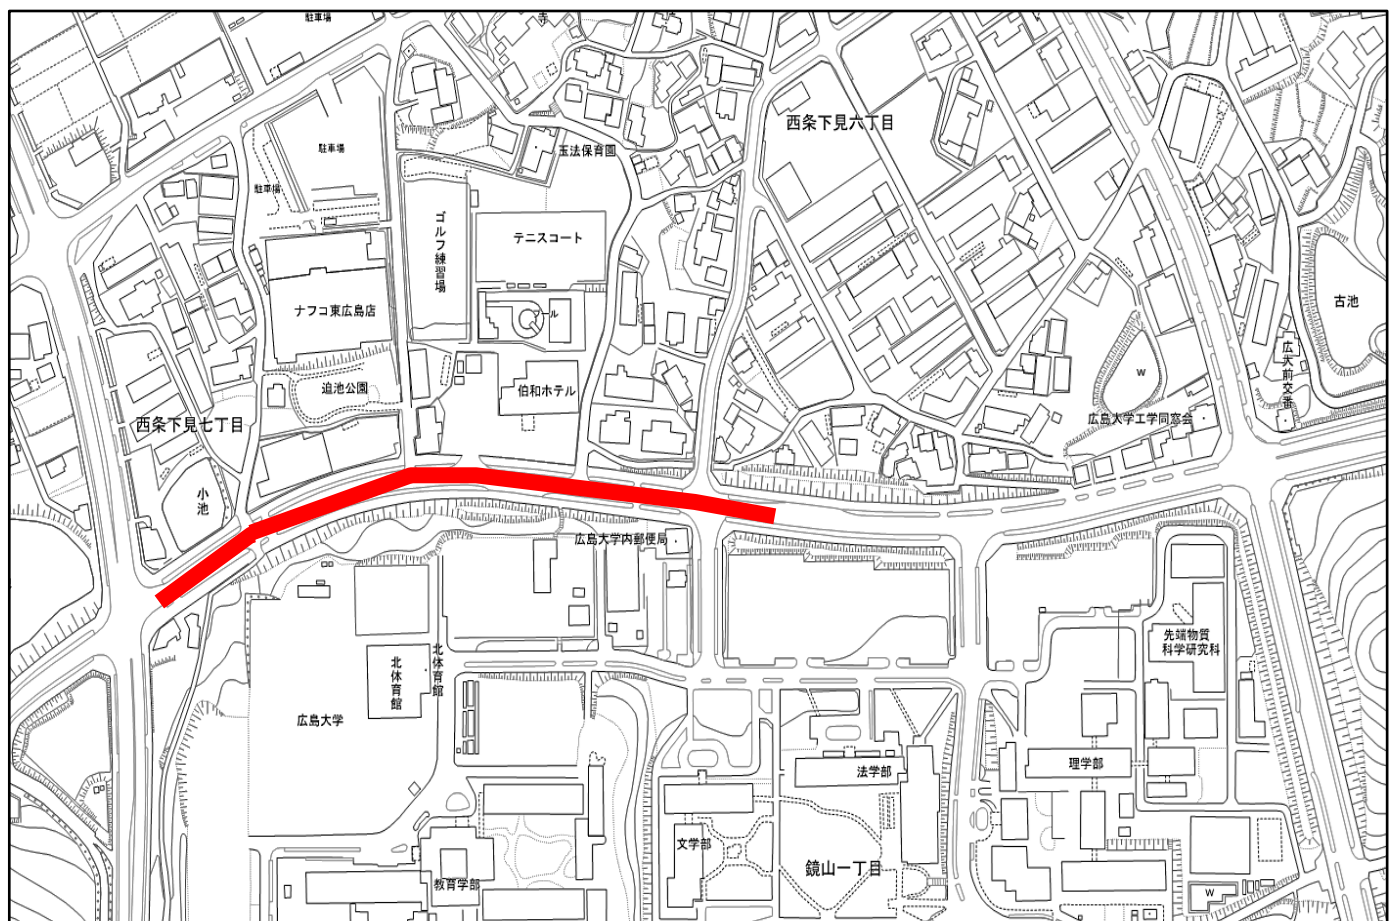 駐車場
寺
西条下見六丁目
駐車場
玉法保育園
駐車場
ゴルフ練習場
テニスコート
古池
ナフコ東広島店
広大前交番
W
迫池公園
伯和ホテル
広島大学工学同窓会
西条下見七丁目
小池
広島大学内郵便局
先端物質
科学研究科
北体育館
北体育館
広島大学
理学部
法学部
文学部
鏡山一丁目
教育学部
W